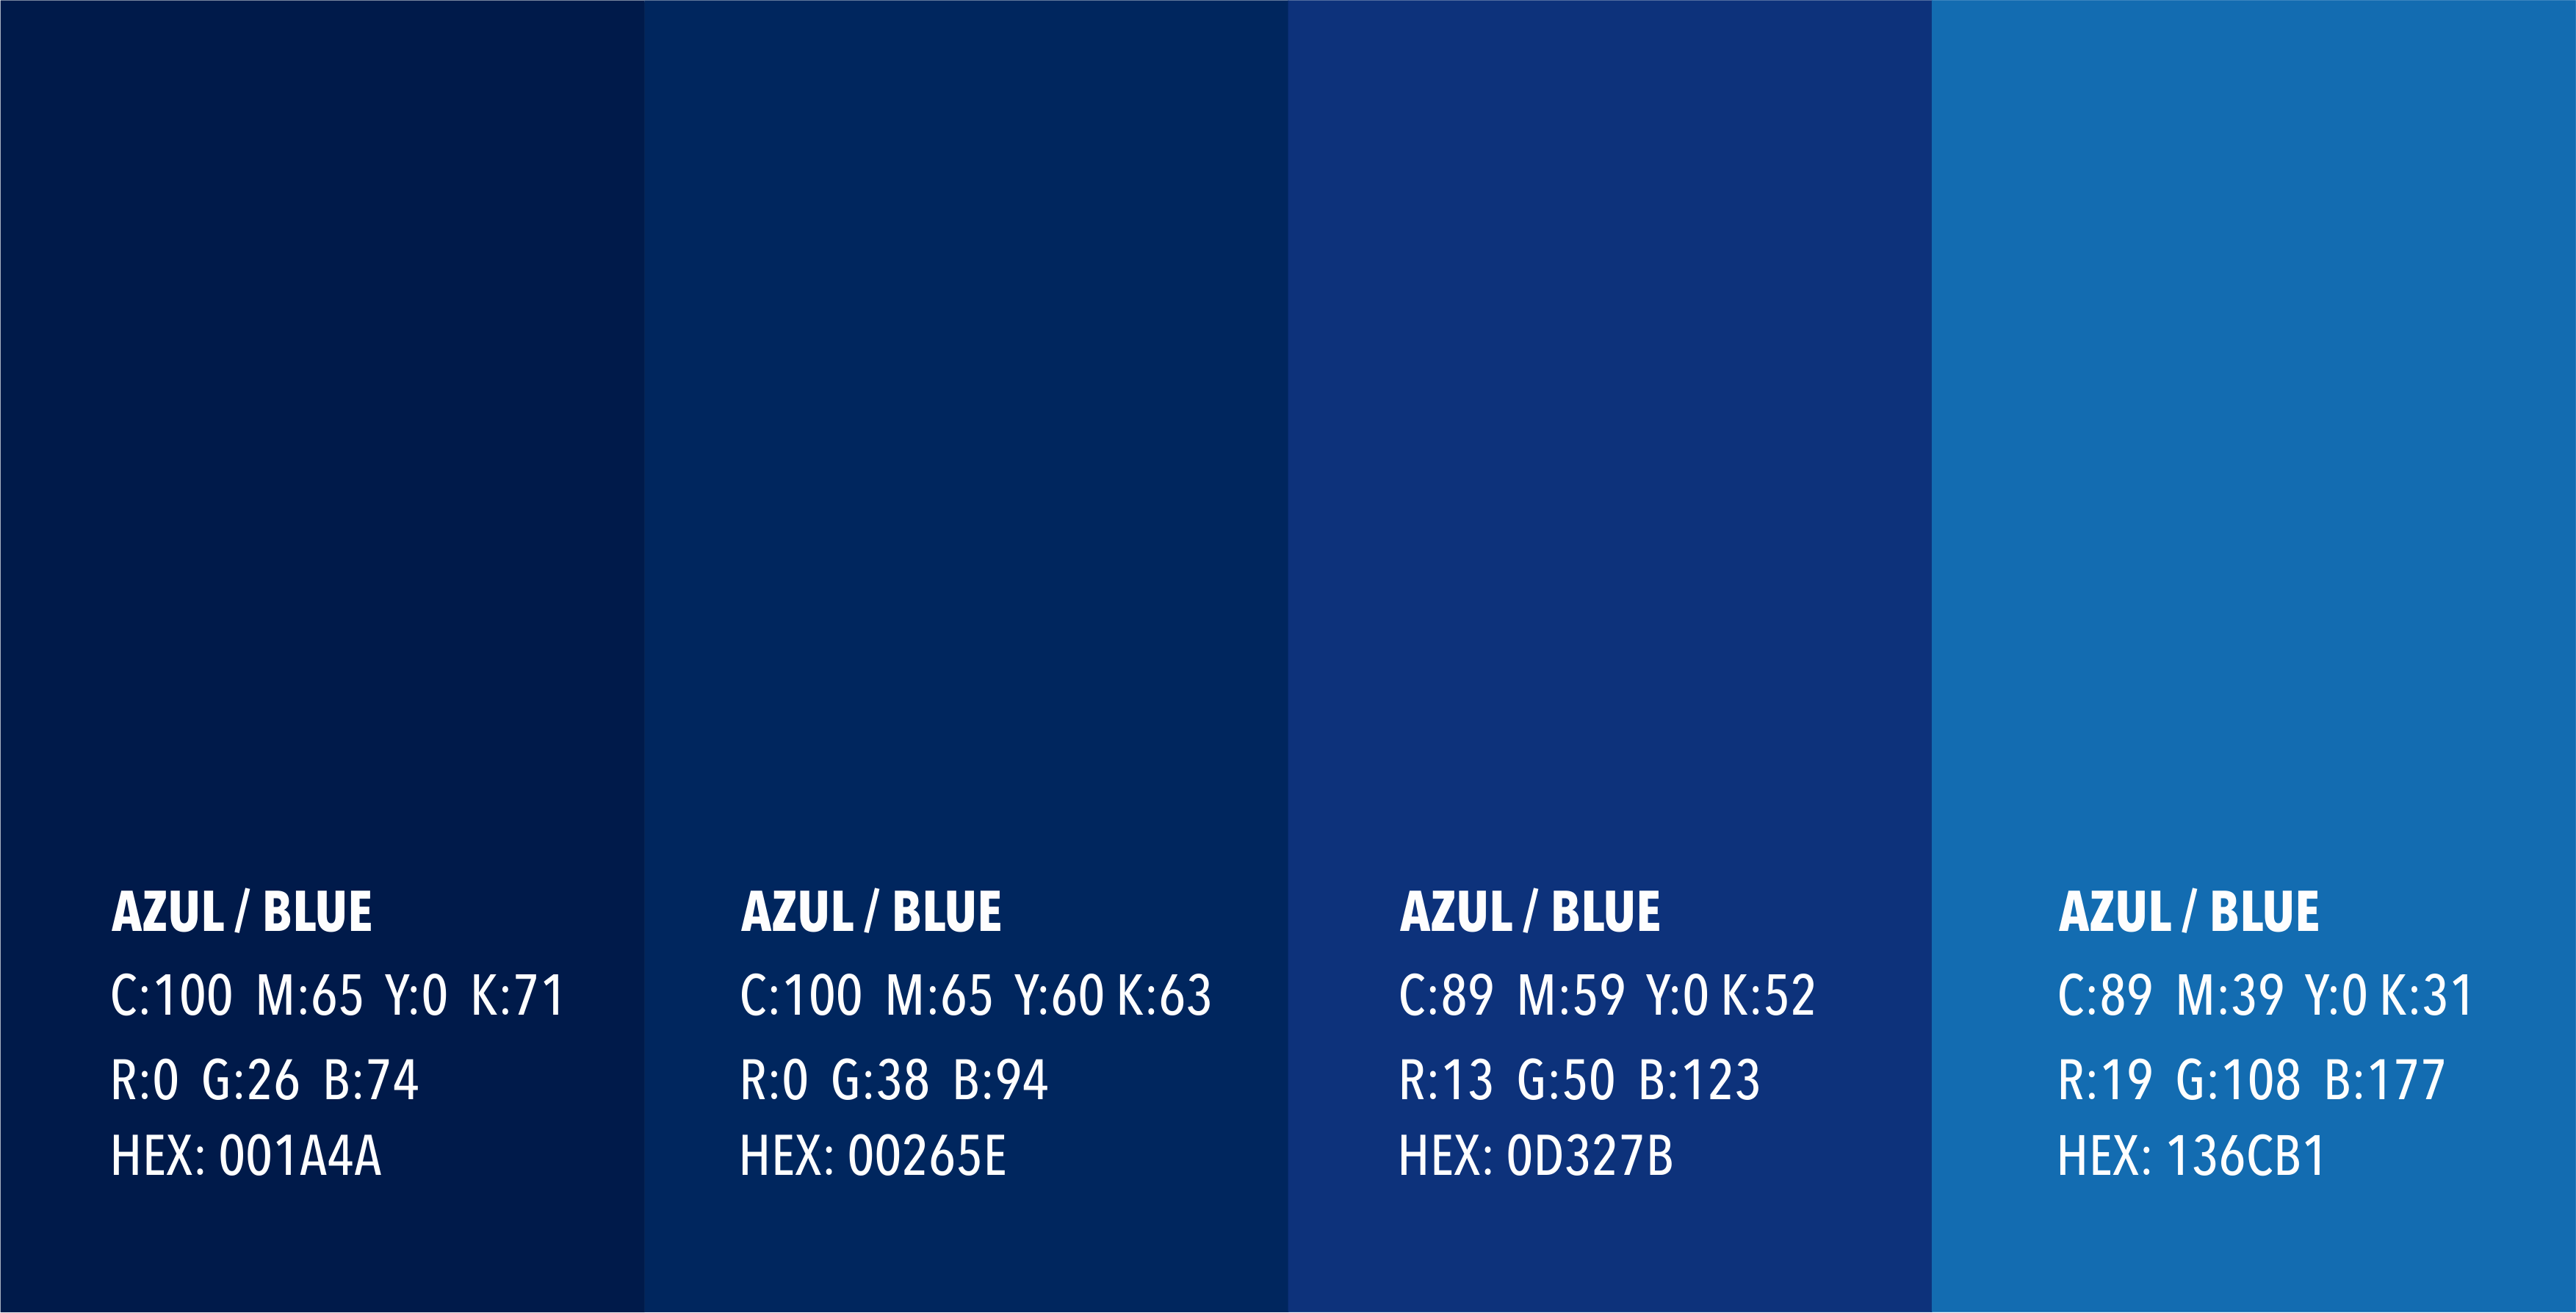 AZUL / BLUE
C:100 M:65 Y:0 K:71
R:0 G:26 B:74
HEX: 001A4A
AZUL / BLUE
C:100 M:65 Y:60 K:63
R:0 G:38 B:94
HEX: 00265E
AZUL / BLUE
C:89 M:59 Y:0 K:52
R:13 G:50 B:123
HEX: 0D327B
AZUL / BLUE
C:89 M:39 Y:0 K:31
R:19 G:108 B:177
HEX: 136CB1